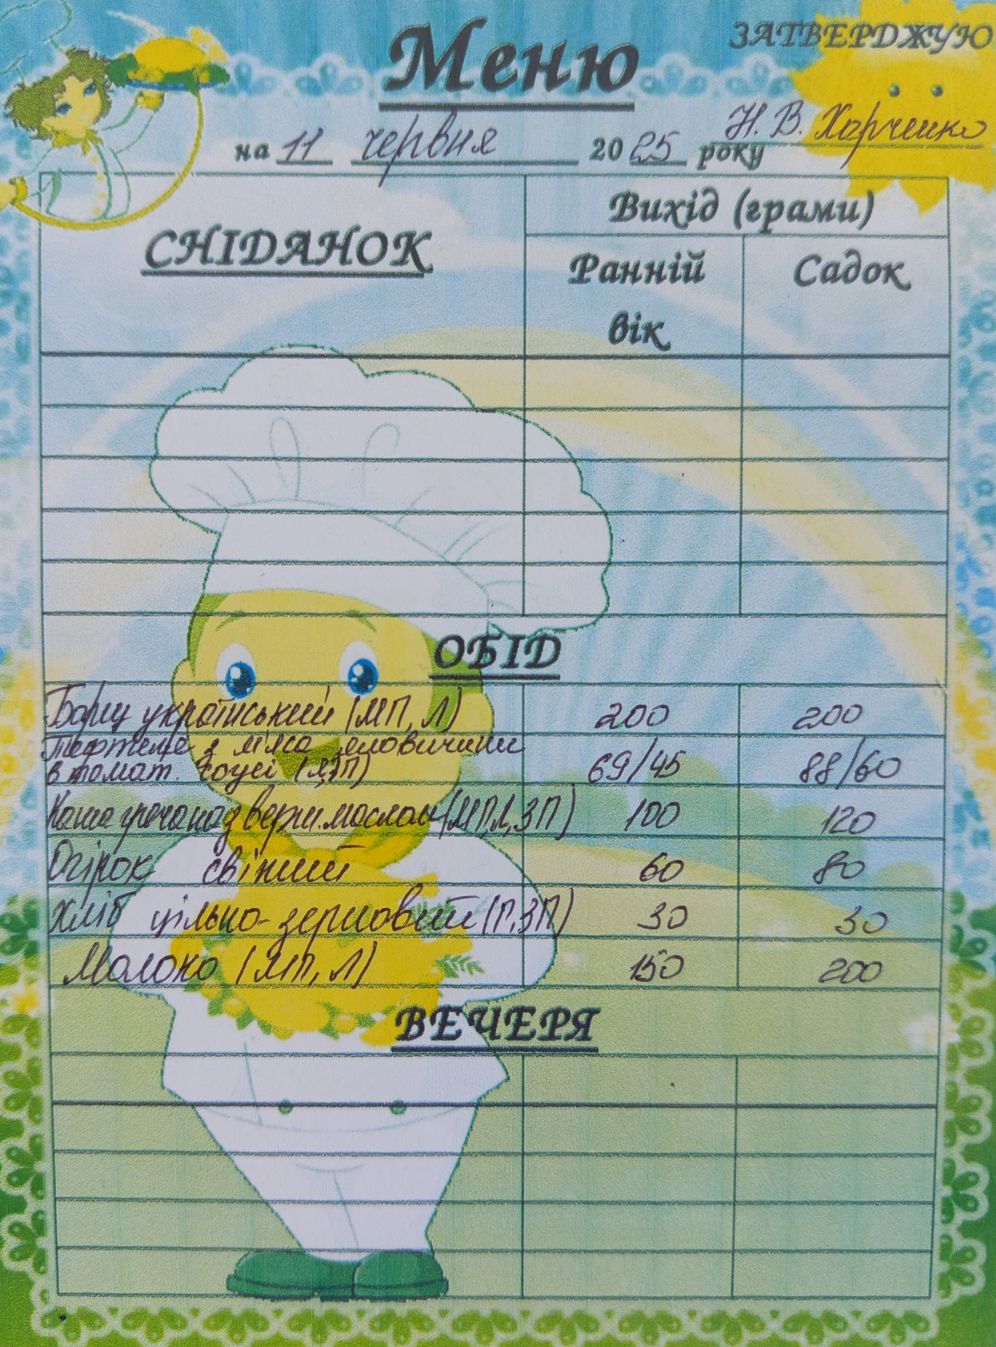 Меню
ЗАТВЕРДЖУЮ
Н. В. Харченко
на 11 червня 2025 року
СНІДАНОК
Вихід (грами)
Ранній вік
Садок
ОБІД
Борщ український (МП, Л) 200 200
Тефтелі з м'яса яловичини
в томат. соусі (Я,ЗП) 69/45 88/60
Каша гречана з верш. маслом (МП,Л,ЗП) 100 120
Огірок свіжий 60 80
Хліб цільно-зерновий (Г,ЗП) 30 30
Молоко (МП, Л) 150 200
ВЕЧЕРЯ